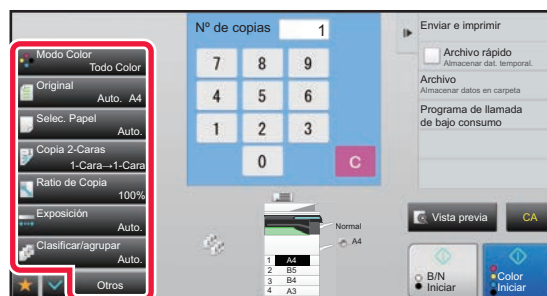 Modo Color
Todo Color
Original
Auto. A4
Selec. Papel
Auto.
Copia 2-Caras
1-Cara→1-Cara
Ratio de Copia
100%
Exposición
Auto.
Clasificar/agrupar
Auto.
Otros
Nº de copias 1
7 8 9
4 5 6
1 2 3
0 C
Normal
A4
1 A4
2 B5
3 B4
4 A3
Enviar e imprimir
Archivo rápido
Almacenar dat. temporal.
Archivo
Almacenar datos en carpeta
Programa de llamada
de bajo consumo
Vista previa
CA
B/N
Iniciar
Color
Iniciar